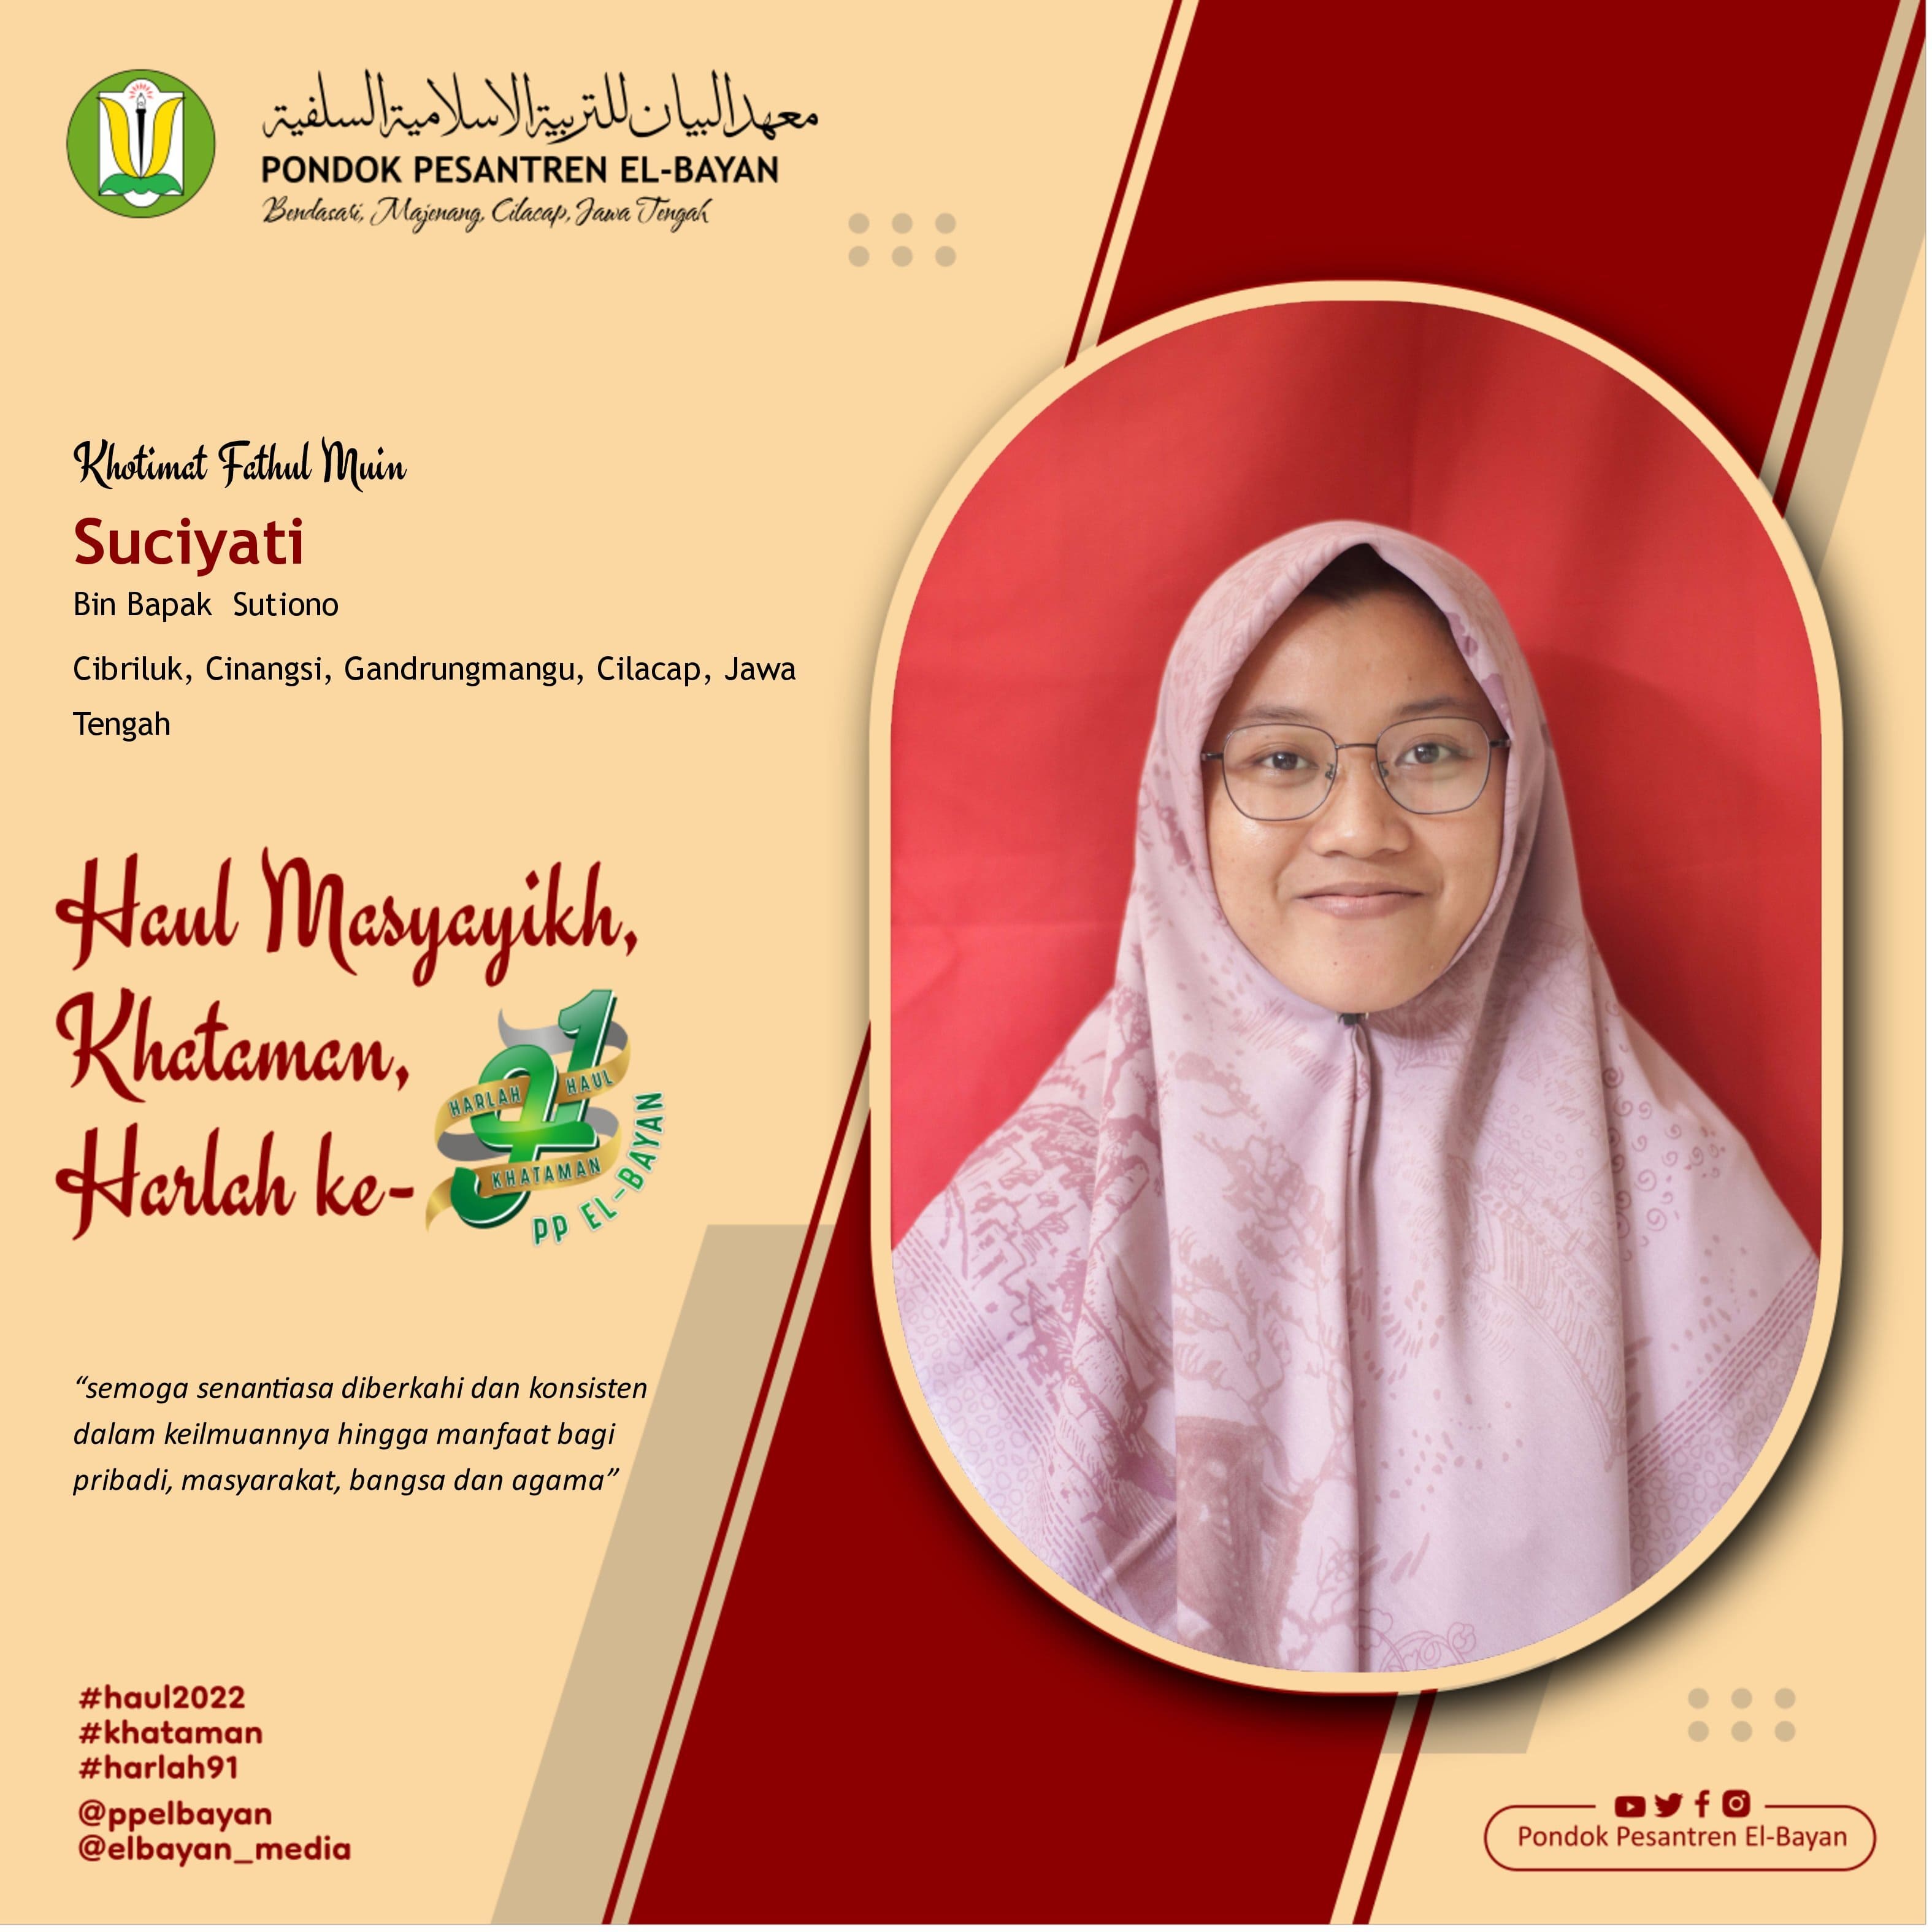 معهد البيان للتربية الاسلامية السلفية
PONDOK PESANTREN EL-BAYAN
Bendasari, Majenang, Cilacap, Jawa Tengah
Khotimat Fathul Muin
Suciyati
Bin Bapak  Sutiono
Cibriluk, Cinangsi, Gandrungmangu, Cilacap, Jawa
Tengah
Haul Masyayikh,
Khataman,
Harlah ke-
91
HARLAH HAUL
KHATAMAN
PP EL-BAYAN
“semoga senantiasa diberkahi dan konsisten
dalam keilmuannya hingga manfaat bagi
pribadi, masyarakat, bangsa dan agama”
#haul2022
#khataman
#harlah91
@ppelbayan
@elbayan_media
Pondok Pesantren El-Bayan